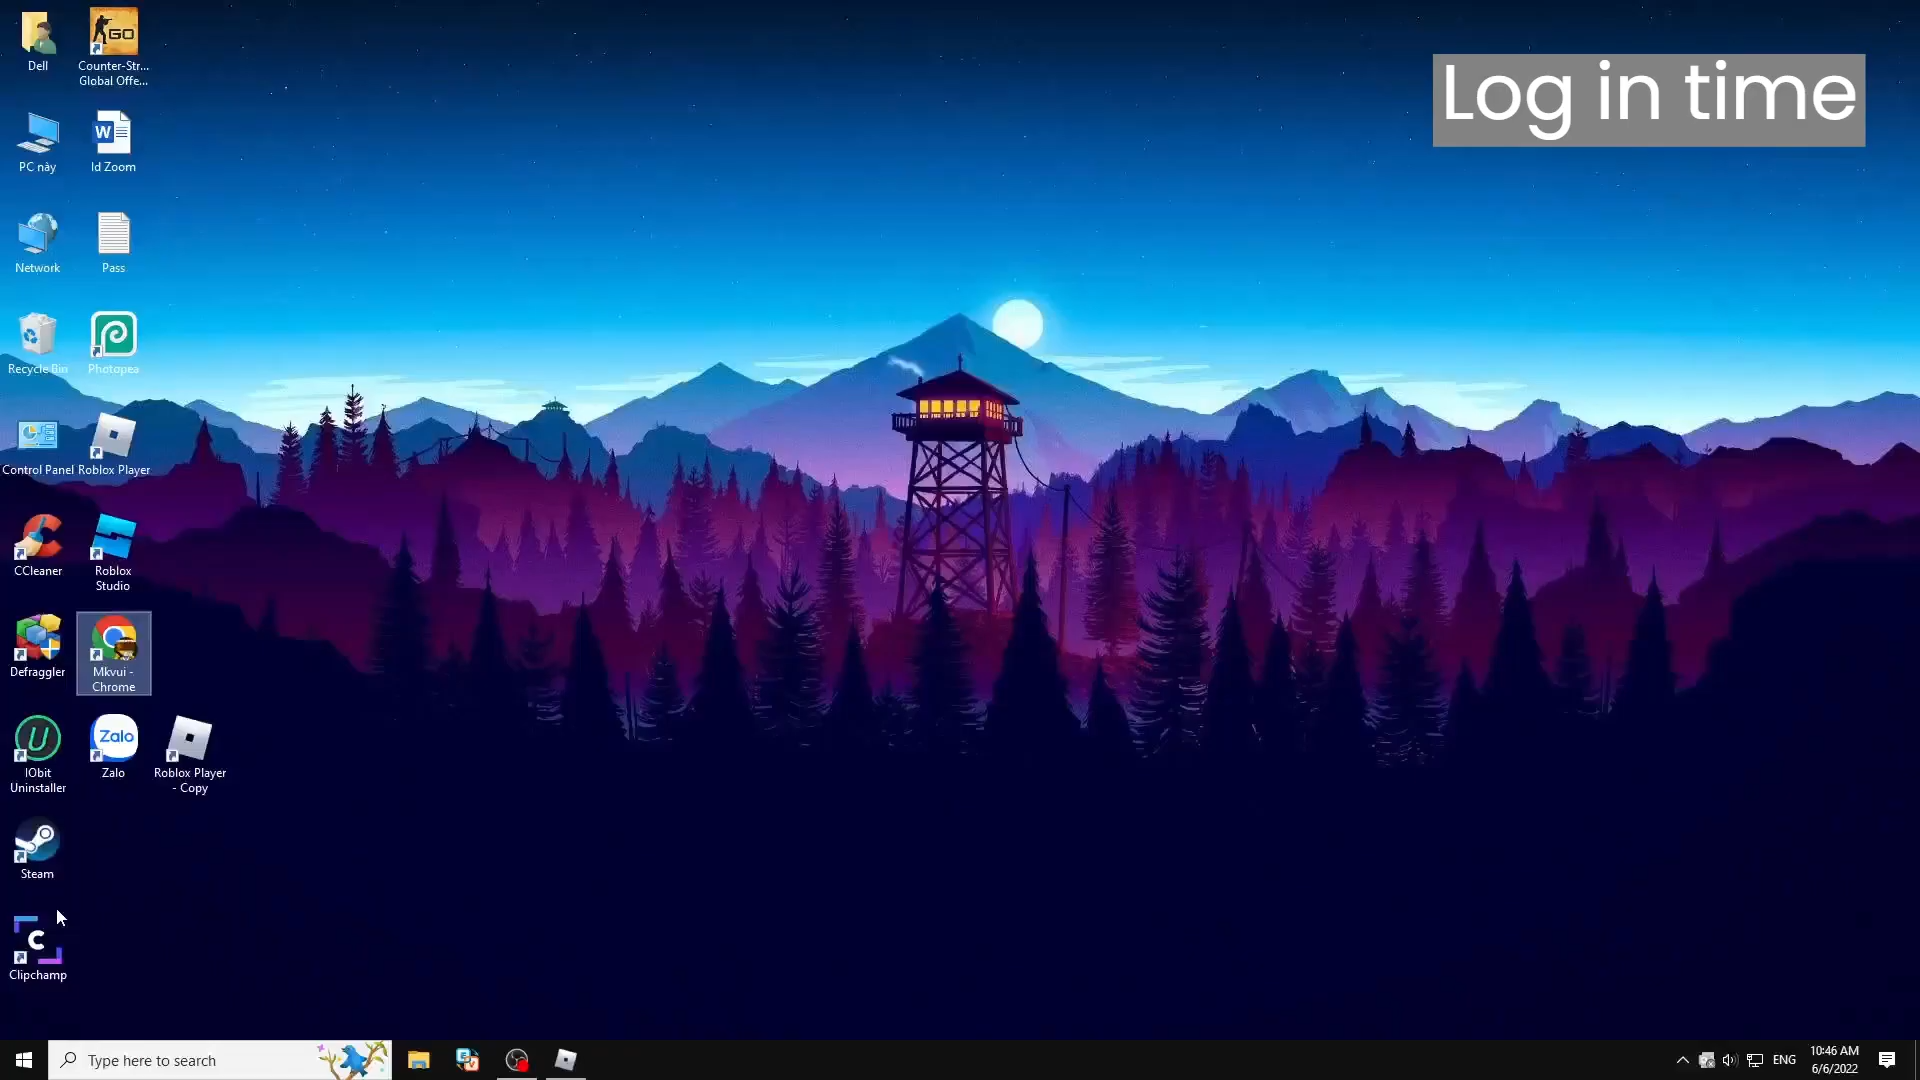 Dell
Counter-Str...
Global Offe...
Log in time
PC này
Id Zoom
Network
Pass
Recycle Bin
Photopea
Control Panel
Roblox Player
CCleaner
Roblox
Studio
Defraggler
Mkvui -
Chrome
IObit
Uninstaller
Zalo
Roblox Player
- Copy
Steam
Clipchamp
Type here to search
ENG
10:46 AM
6/6/2022